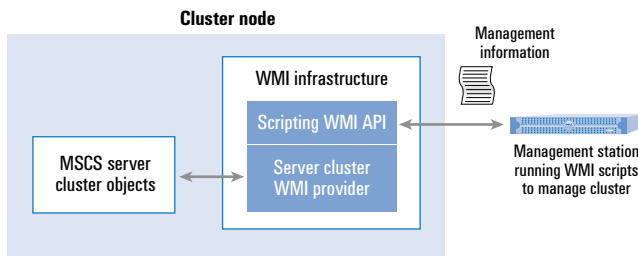 Cluster node
Management
information
WMI infrastructure
Scripting WMI API
Server cluster
WMI provider
MSCS server
cluster objects
Management station
running WMI scripts
to manage cluster